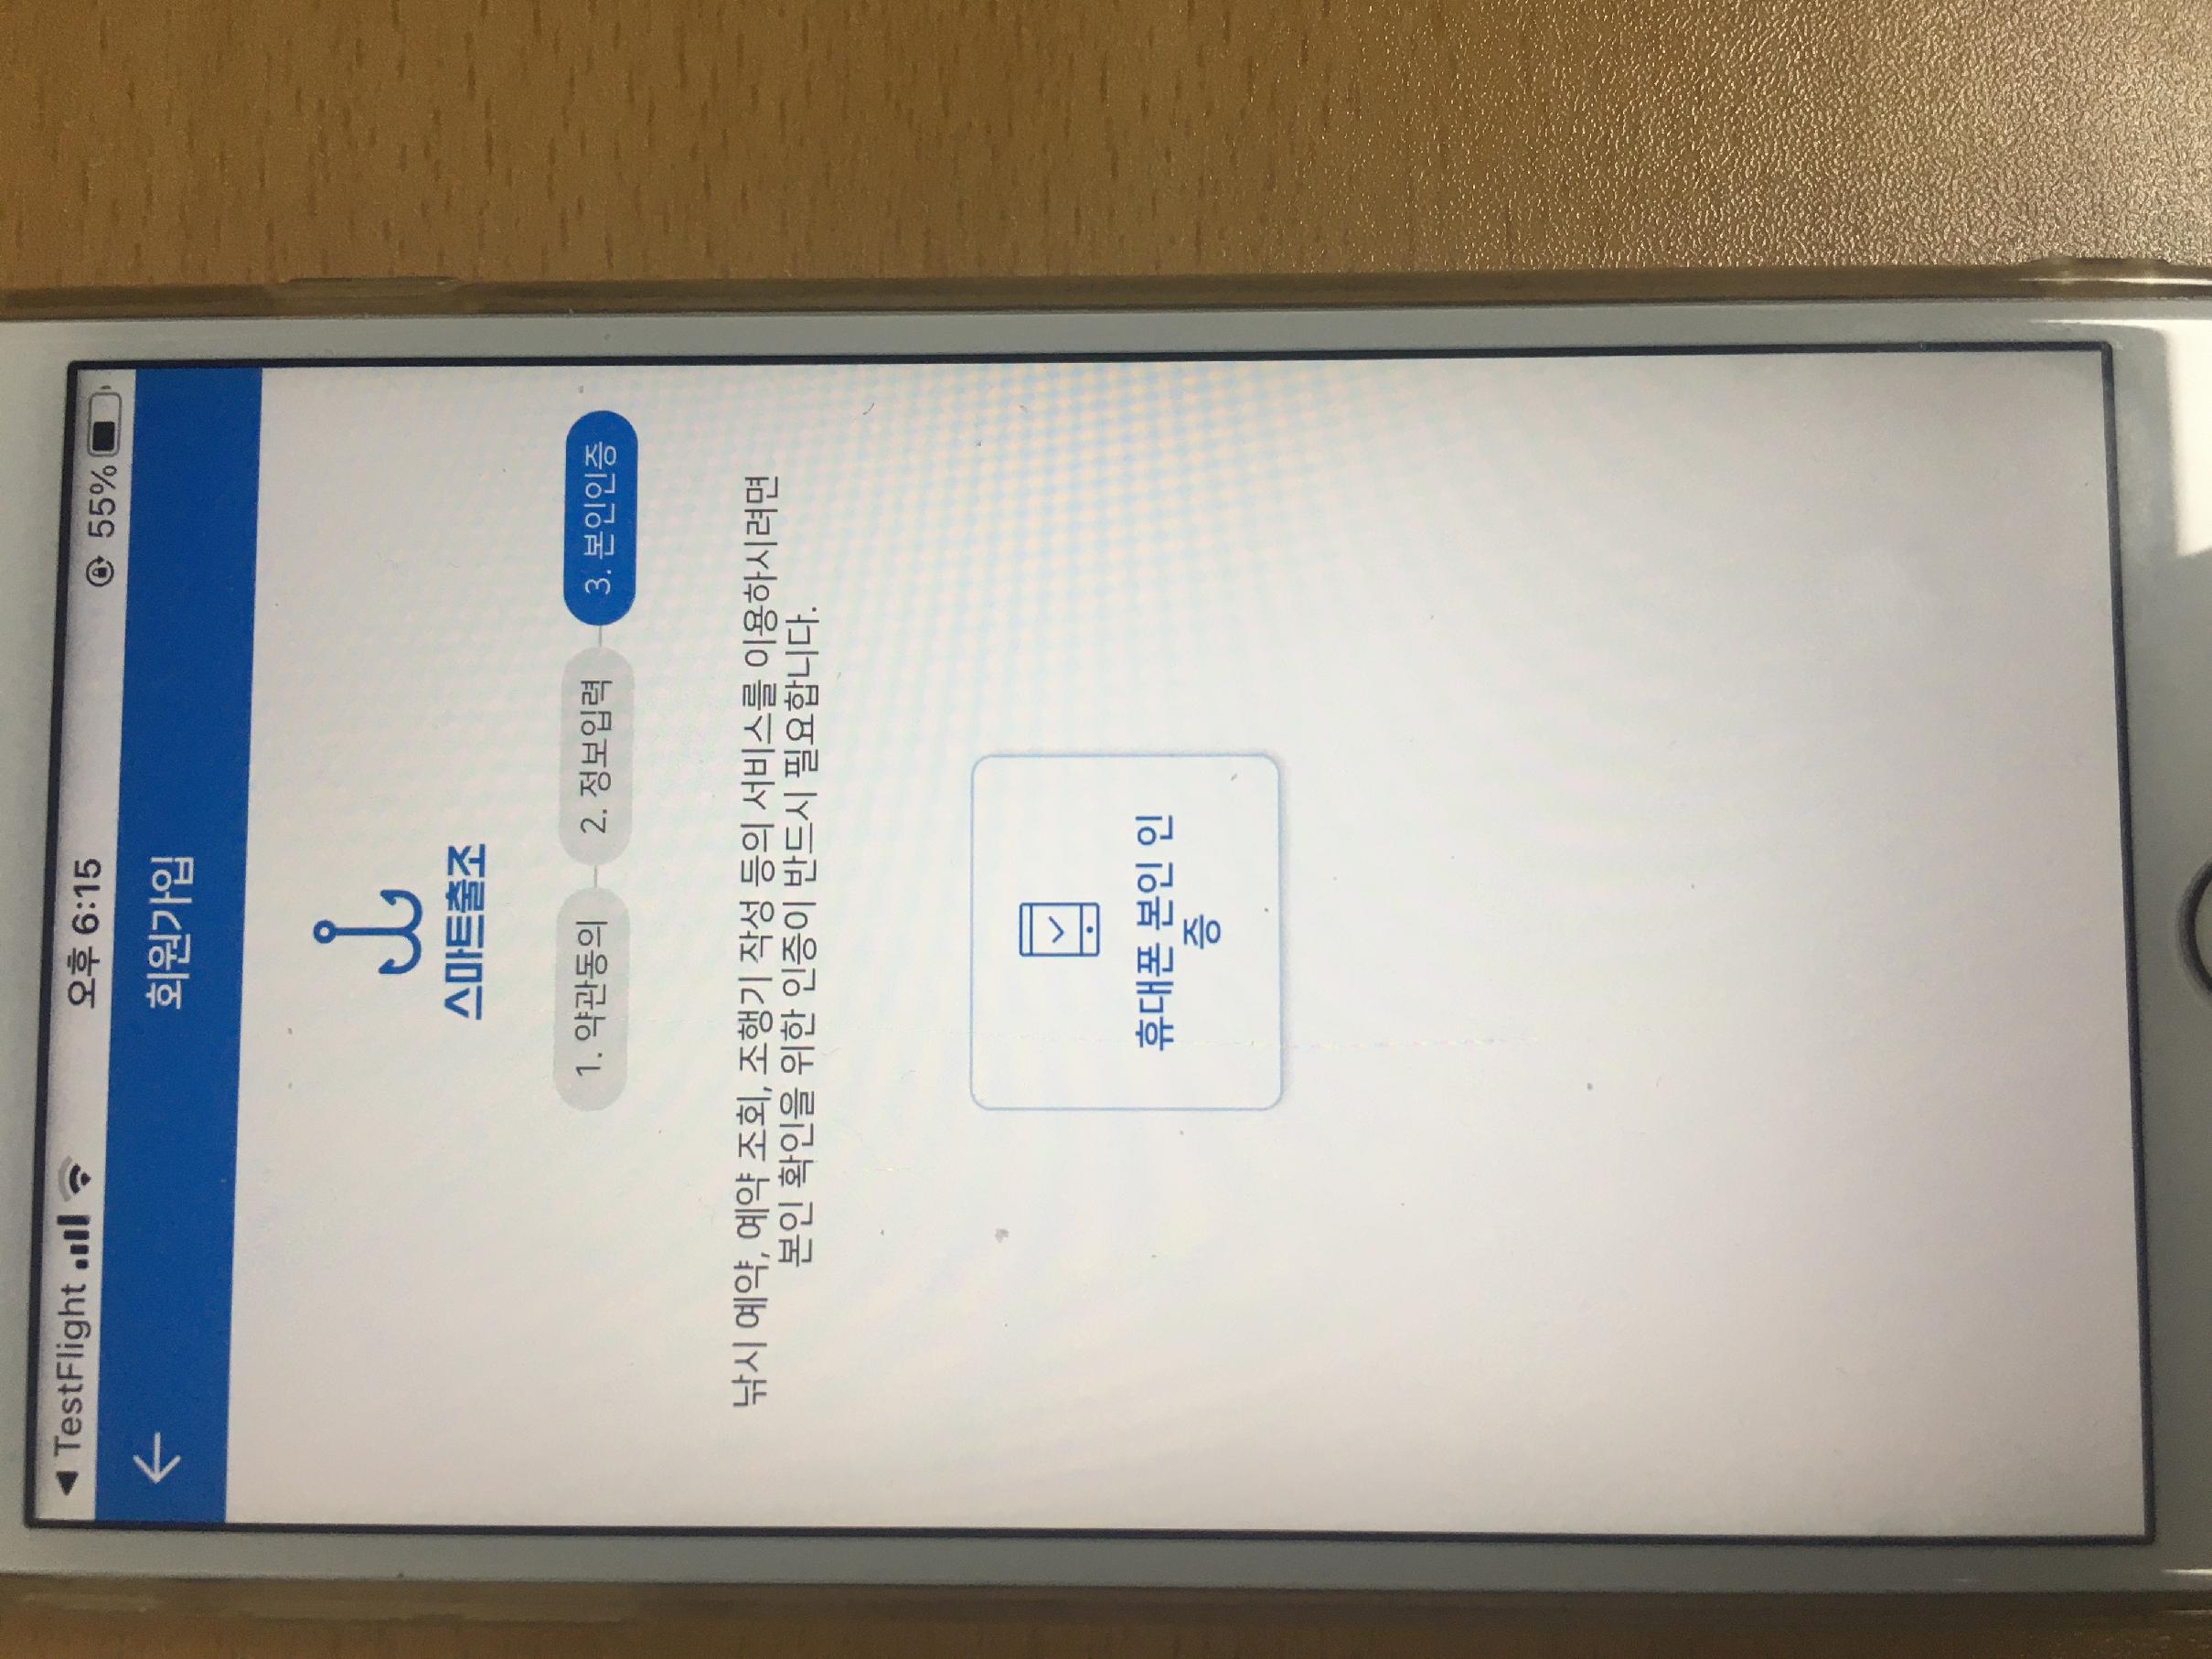 ◀ TestFlight 오후 6:15 55%
회원가입
스마트출조
1. 약관동의 2. 정보입력 3. 본인인증
낚시 예약, 예약 조회, 조행기 작성 등의 서비스를 이용하시려면
본인 확인을 위한 인증이 반드시 필요합니다.
휴대폰 본인 인
증